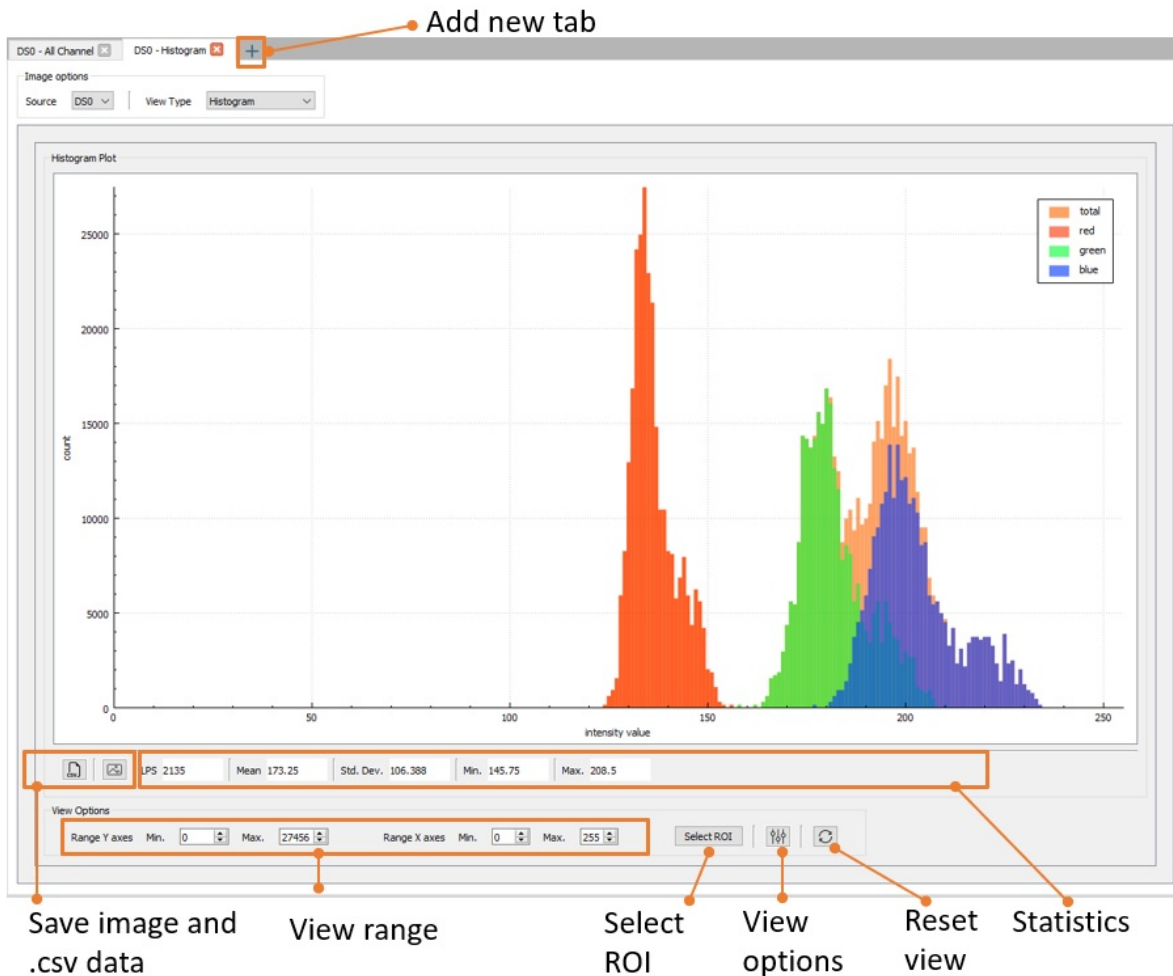 Add new tab
DS0 - All Channel
DS0 - Histogram
Image options
Source DS0 View Type Histogram
Histogram Plot
total
red
green
blue
25000
20000
15000
10000
5000
0
count
0 50 100 150 200 250
intensity value
CSV
LPS 2135 Mean 173.25 Std. Dev. 106.388 Min. 145.75 Max. 208.5
View Options
Range Y axes Min. 0 Max. 27456 Range X axes Min. 0 Max. 255 Select ROI
Save image and
.csv data
View range
Select
ROI
View
options
Reset
view
Statistics